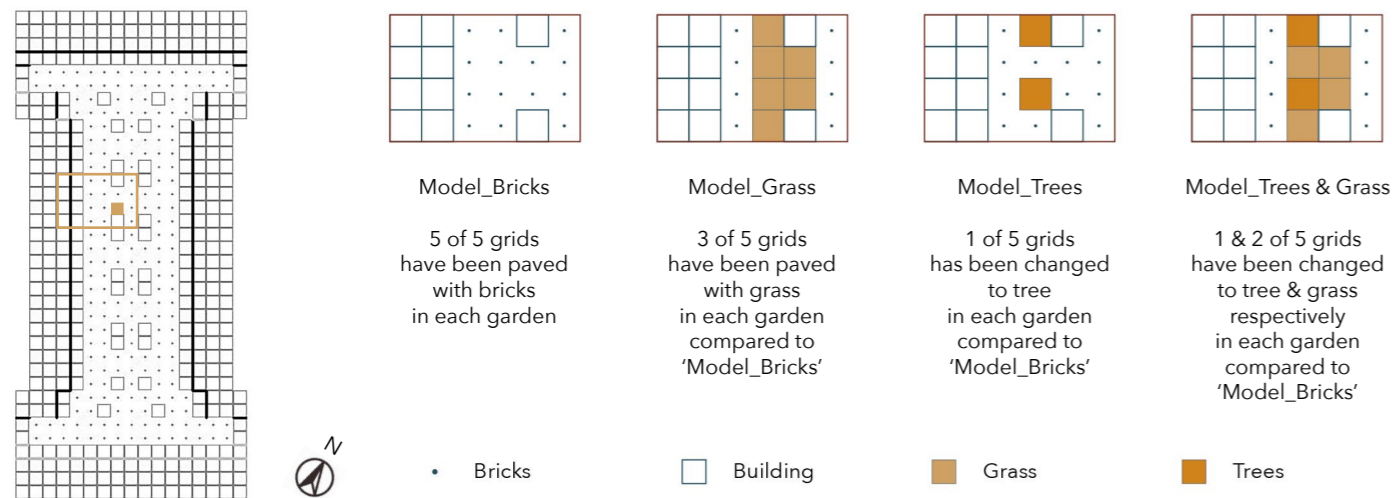 Model_Bricks
5 of 5 grids
have been paved
with bricks
in each garden
Model_Grass
3 of 5 grids
have been paved
with grass
in each garden
compared to
‘Model_Bricks’
Model_Trees
1 of 5 grids
has been changed
to tree
in each garden
compared to
‘Model_Bricks’
Model_Trees & Grass
1 & 2 of 5 grids
have been changed
to tree & grass
respectively
in each garden
compared to
‘Model_Bricks’
N
Bricks
Building
Grass
Trees